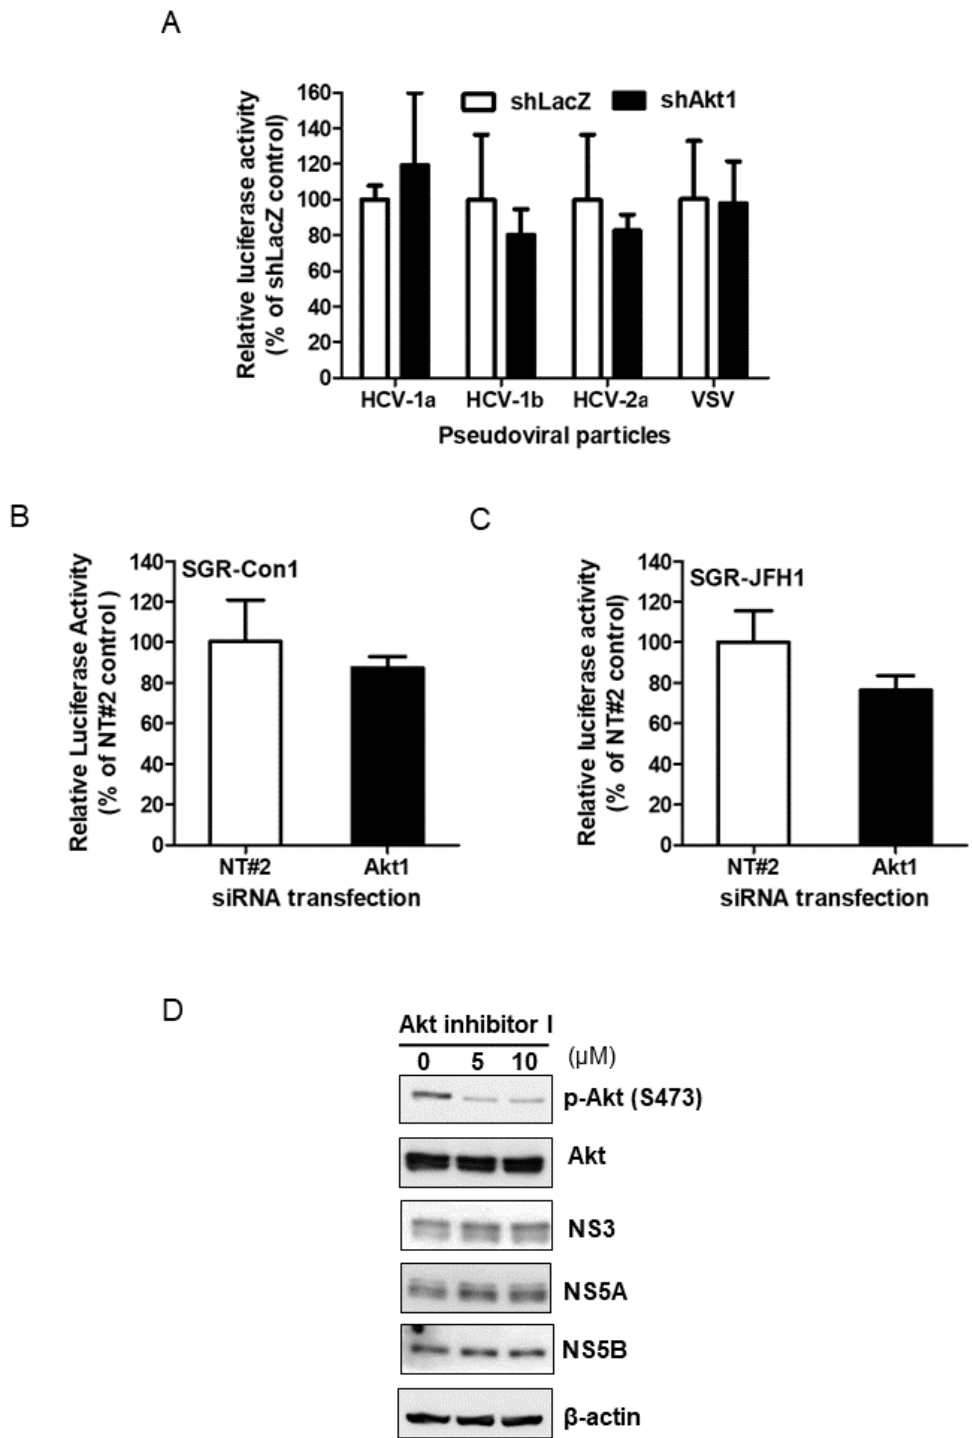 A
Relative luciferase activity
(% of shLacZ control)
160
140
120
100
80
60
40
20
0
shLacZ shAkt1
HCV-1a HCV-1b HCV-2a VSV
Pseudoviral particles
B
Relative Luciferase Activity
(% of NT#2 control )
140
120
100
80
60
40
20
0
SGR-Con1
NT#2 Akt1
siRNA transfection
C
Relative luciferase activity
(% of NT#2 control)
140
120
100
80
60
40
20
0
SGR-JFH1
NT#2 Akt1
siRNA transfection
D
Akt inhibitor I
0 5 10 (μM)
p-Akt (S473)
Akt
NS3
NS5A
NS5B
β-actin